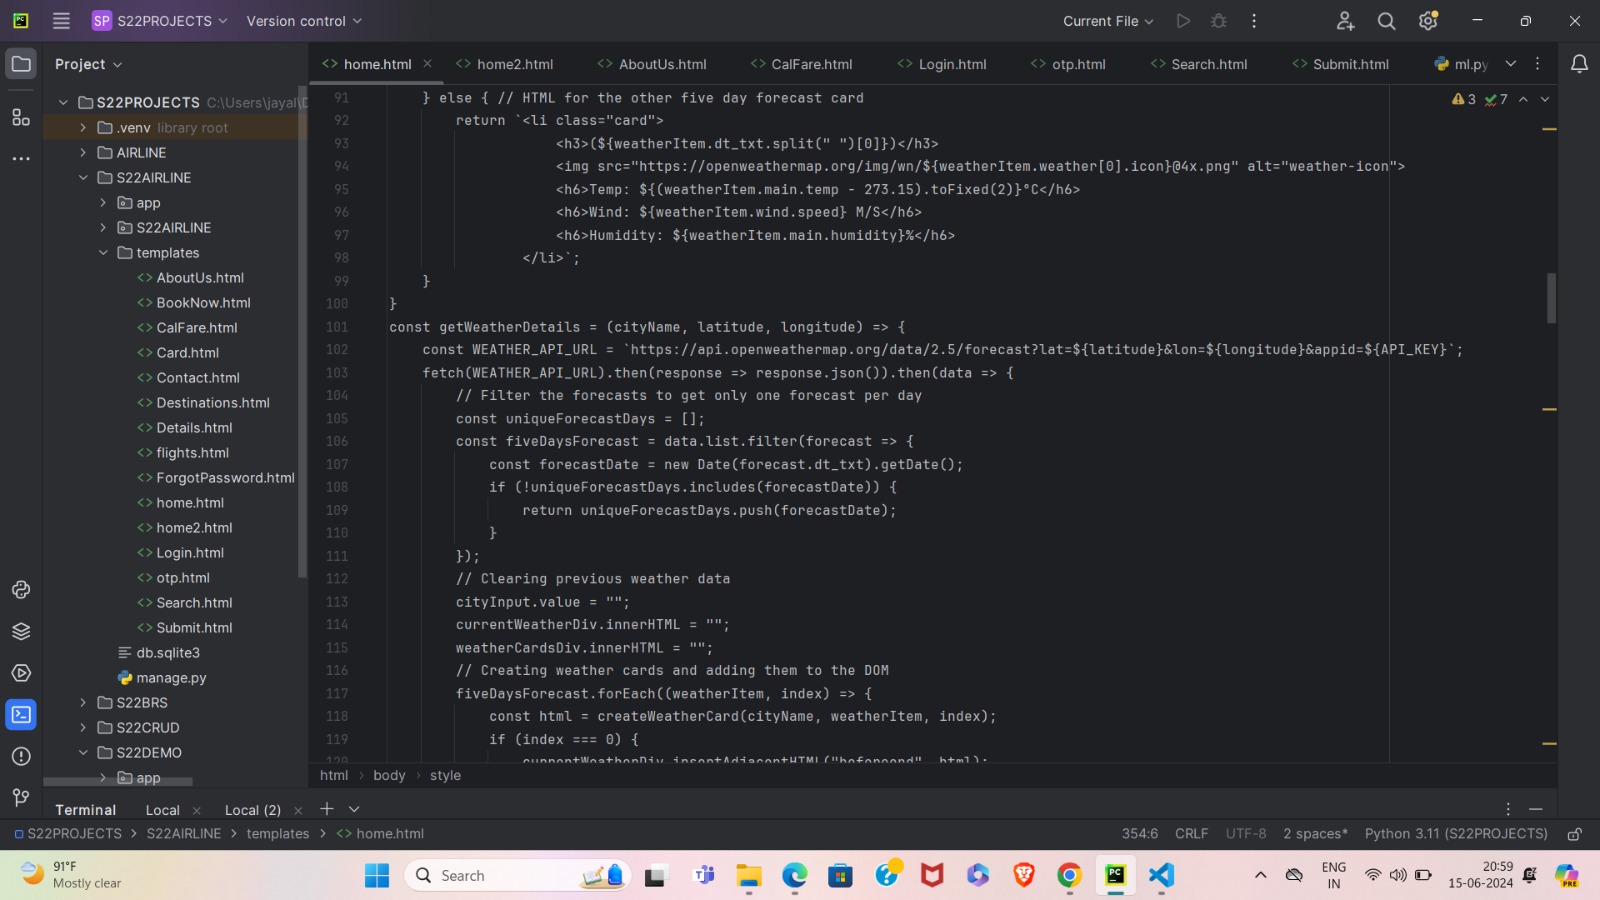 SP S22PROJECTS Version control Current File
Project
home.html home2.html AboutUs.html CalFare.html Login.html otp.html Search.html Submit.html ml.py
S22PROJECTS C:\Users\jayal\D
.venv library root
AIRLINE
S22AIRLINE
app
S22AIRLINE
templates
AboutUs.html
BookNow.html
CalFare.html
Card.html
Contact.html
Destinations.html
Details.html
flights.html
ForgotPassword.html
home.html
home2.html
Login.html
otp.html
Search.html
Submit.html
db.sqlite3
manage.py
S22BRS
S22CRUD
S22DEMO
app
3 7
91 } else { // HTML for the other five day forecast card
92 return `<li class="card">
93 <h3>(${weatherItem.dt_txt.split(" ")[0]})</h3>
94 <img src="https://openweathermap.org/img/wn/${weatherItem.weather[0].icon}@4x.png" alt="weather-icon">
95 <h6>Temp: ${(weatherItem.main.temp - 273.15).toFixed(2)}°C</h6>
96 <h6>Wind: ${weatherItem.wind.speed} M/S</h6>
97 <h6>Humidity: ${weatherItem.main.humidity}%</h6>
98 </li>`;
99 }
100 }
101 const getWeatherDetails = (cityName, latitude, longitude) => {
102 const WEATHER_API_URL = `https://api.openweathermap.org/data/2.5/forecast?lat=${latitude}&lon=${longitude}&appid=${API_KEY}`;
103 fetch(WEATHER_API_URL).then(response => response.json()).then(data => {
104 // Filter the forecasts to get only one forecast per day
105 const uniqueForecastDays = [];
106 const fiveDaysForecast = data.list.filter(forecast => {
107 const forecastDate = new Date(forecast.dt_txt).getDate();
108 if (!uniqueForecastDays.includes(forecastDate)) {
109 return uniqueForecastDays.push(forecastDate);
110 }
111 });
112 // Clearing previous weather data
113 cityInput.value = "";
114 currentWeatherDiv.innerHTML = "";
115 weatherCardsDiv.innerHTML = "";
116 // Creating weather cards and adding them to the DOM
117 fiveDaysForecast.forEach((weatherItem, index) => {
118 const html = createWeatherCard(cityName, weatherItem, index);
119 if (index === 0) {
120 currentWeatherDiv.insertAdjacentHTML("beforeend", html);
html › body › style
Terminal Local Local (2)
S22PROJECTS > S22AIRLINE > templates > home.html 354:6 CRLF UTF-8 2 spaces* Python 3.11 (S22PROJECTS)
91°F
Mostly clear
Search
ENG
IN
20:59
15-06-2024